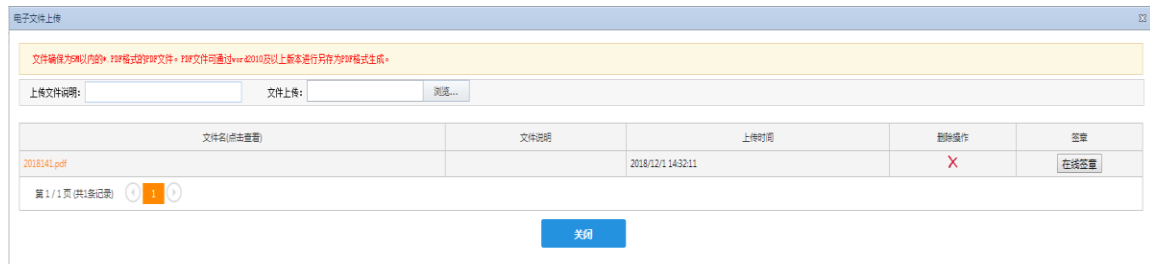 电子文件上传
文件确保为5M以内的*.PDF格式的PDF文件。PDF文件可通过word2010及以上版本进行另存为PDF格式生成。
上传文件说明： 文件上传： 浏览...
文件名(点击查看) 文件说明 上传时间 删除操作 签章
2018141.pdf 2018/12/1 14:32:11 在线签章
第 1 / 1 页 (共1条记录) 1
关闭